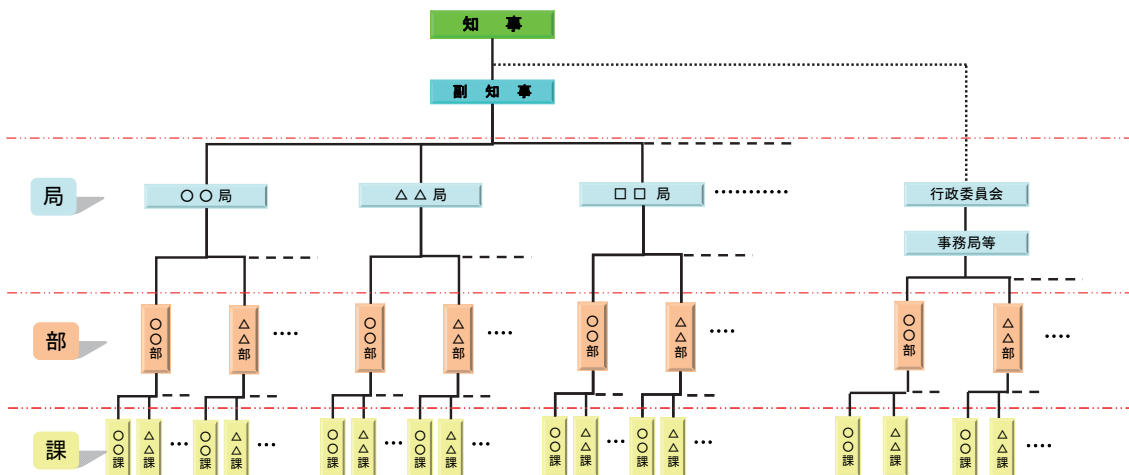 知 事
副 知 事
局
○○局
△△局
□□ 局
行政委員会
事務局等
部
○○部
△△部
○○部
△△部
○○部
△△部
○○部
△△部
課
○○課
△△課
○○課
△△課
○○課
△△課
○○課
△△課
○○課
△△課
○○課
△△課
○○課
△△課
○○課
△△課